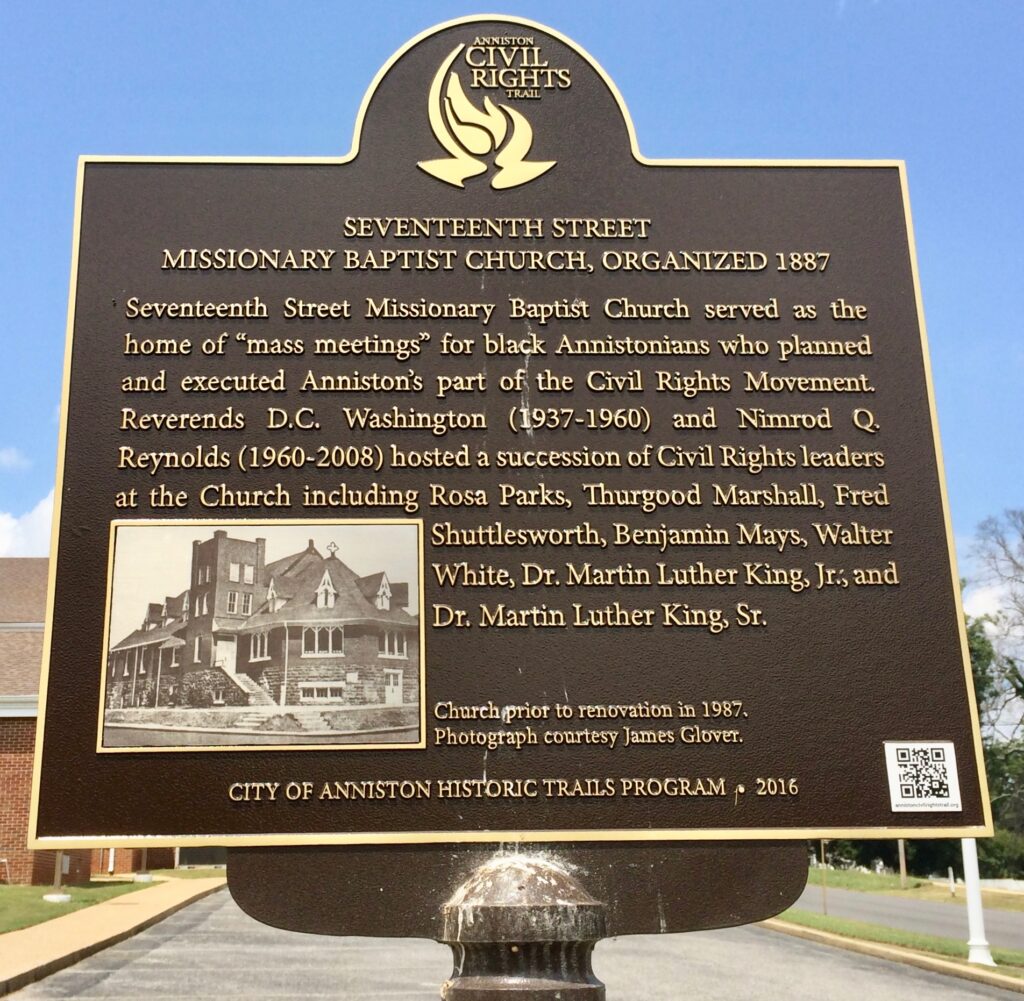 ANNISTON
CIVIL
RIGHTS
TRAIL
SEVENTEENTH STREET
MISSIONARY BAPTIST CHURCH, ORGANIZED 1887
Seventeenth Street Missionary Baptist Church served as the
home of “mass meetings” for black Annistonians who planned
and executed Anniston’s part of the Civil Rights Movement.
Reverends D.C. Washington (1937-1960) and Nimrod Q.
Reynolds (1960-2008) hosted a succession of Civil Rights leaders
at the Church including Rosa Parks, Thurgood Marshall, Fred
Shuttlesworth, Benjamin Mays, Walter
White, Dr. Martin Luther King, Jr., and
Dr. Martin Luther King, Sr.
Church prior to renovation in 1987.
Photograph courtesy James Glover.
CITY OF ANNISTON HISTORIC TRAILS PROGRAM • 2016
annistoncivilrightstrail.org